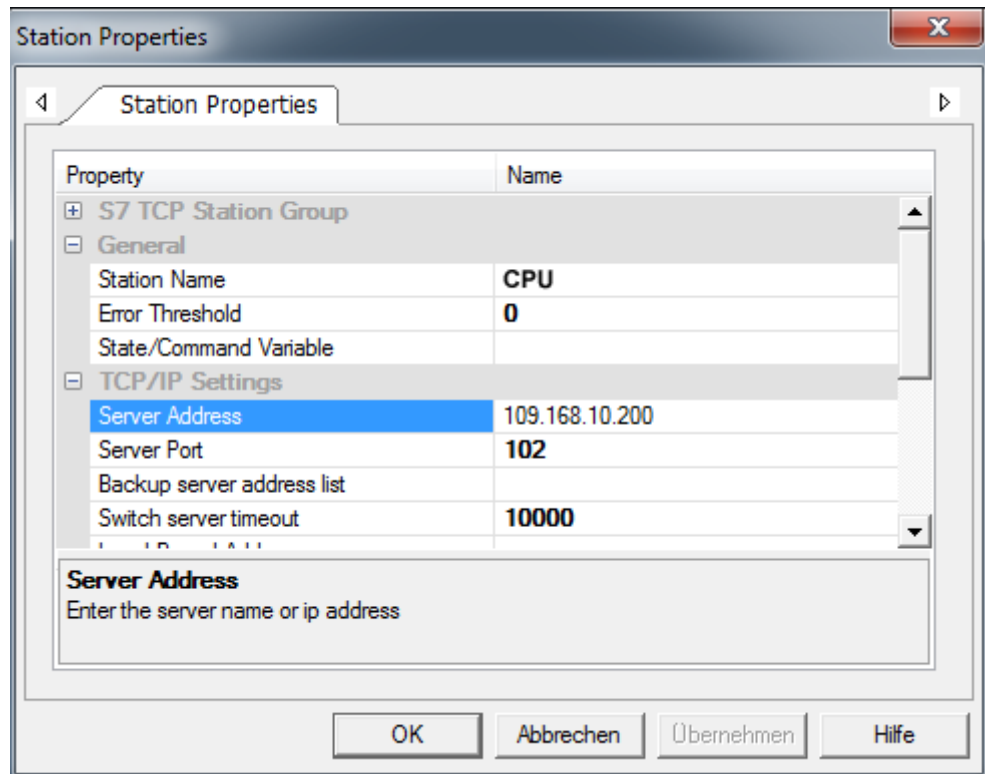 Station Properties
Station Properties
Property Name
S7 TCP Station Group
General
Station Name CPU
Error Threshold 0
State/Command Variable
TCP/IP Settings
Server Address 109.168.10.200
Server Port 102
Backup server address list
Switch server timeout 10000
Server Address
Enter the server name or ip address
OK Abbrechen Übernehmen Hilfe